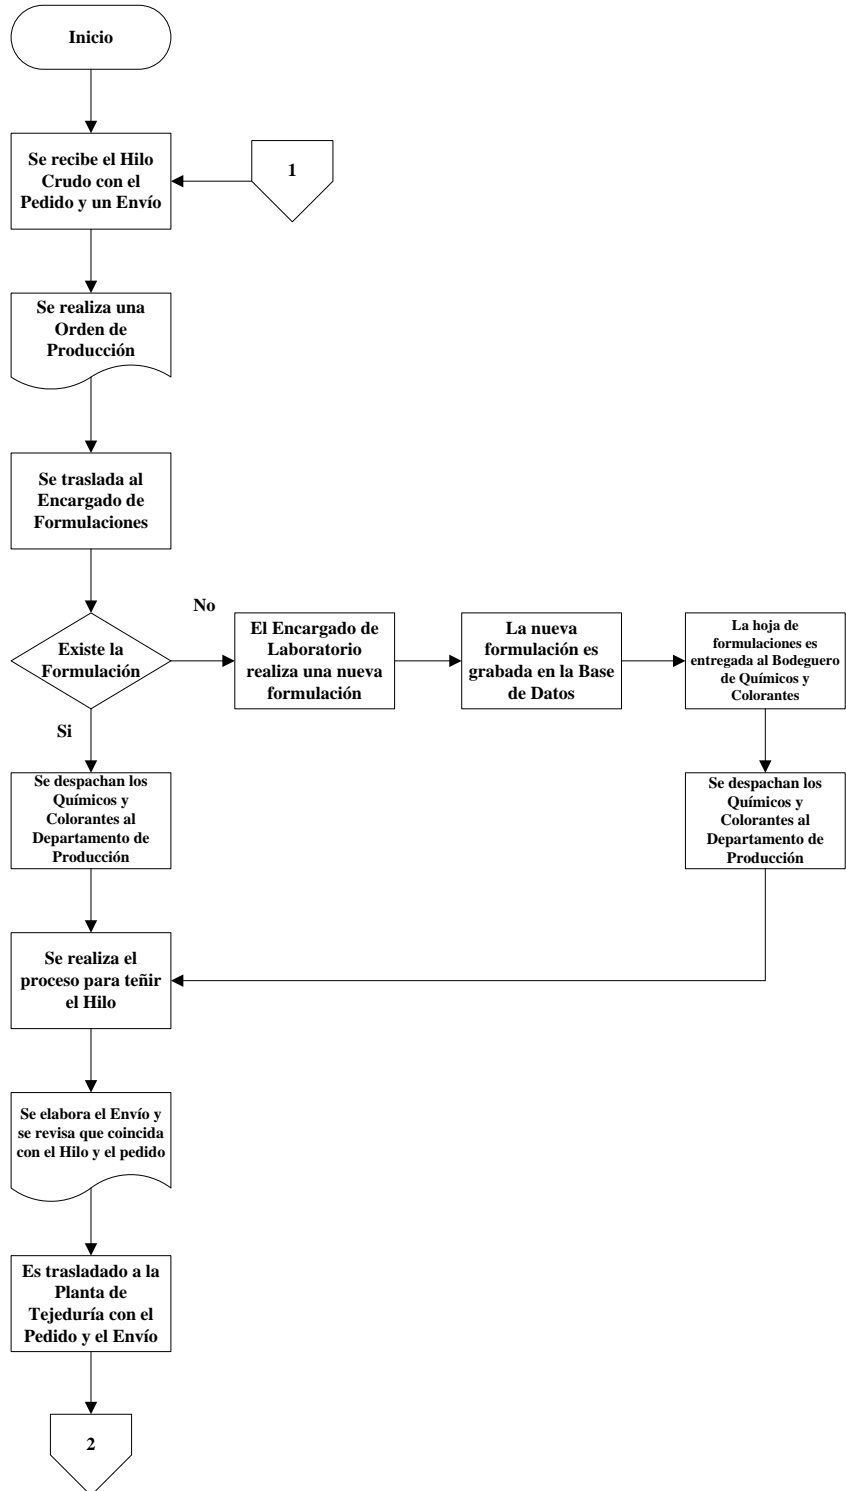 Inicio
Se recibe el Hilo
Crudo con el
Pedido y un Envío
1
Se realiza una
Orden de
Producción
Se traslada al
Encargado de
Formulaciones
Existe la
Formulación
No
El Encargado de
Laboratorio
realiza una nueva
formulación
La nueva
formulación es
grabada en la Base
de Datos
La hoja de
formulaciones es
entregada al Bodeguero
de Químicos y
Colorantes
Si
Se despachan los
Químicos y
Colorantes al
Departamento de
Producción
Se despachan los
Químicos y
Colorantes al
Departamento de
Producción
Se realiza el
proceso para teñir
el Hilo
Se elabora el Envío y
se revisa que coincida
con el Hilo y el pedido
Es trasladado a la
Planta de
Tejeduría con el
Pedido y el Envío
2